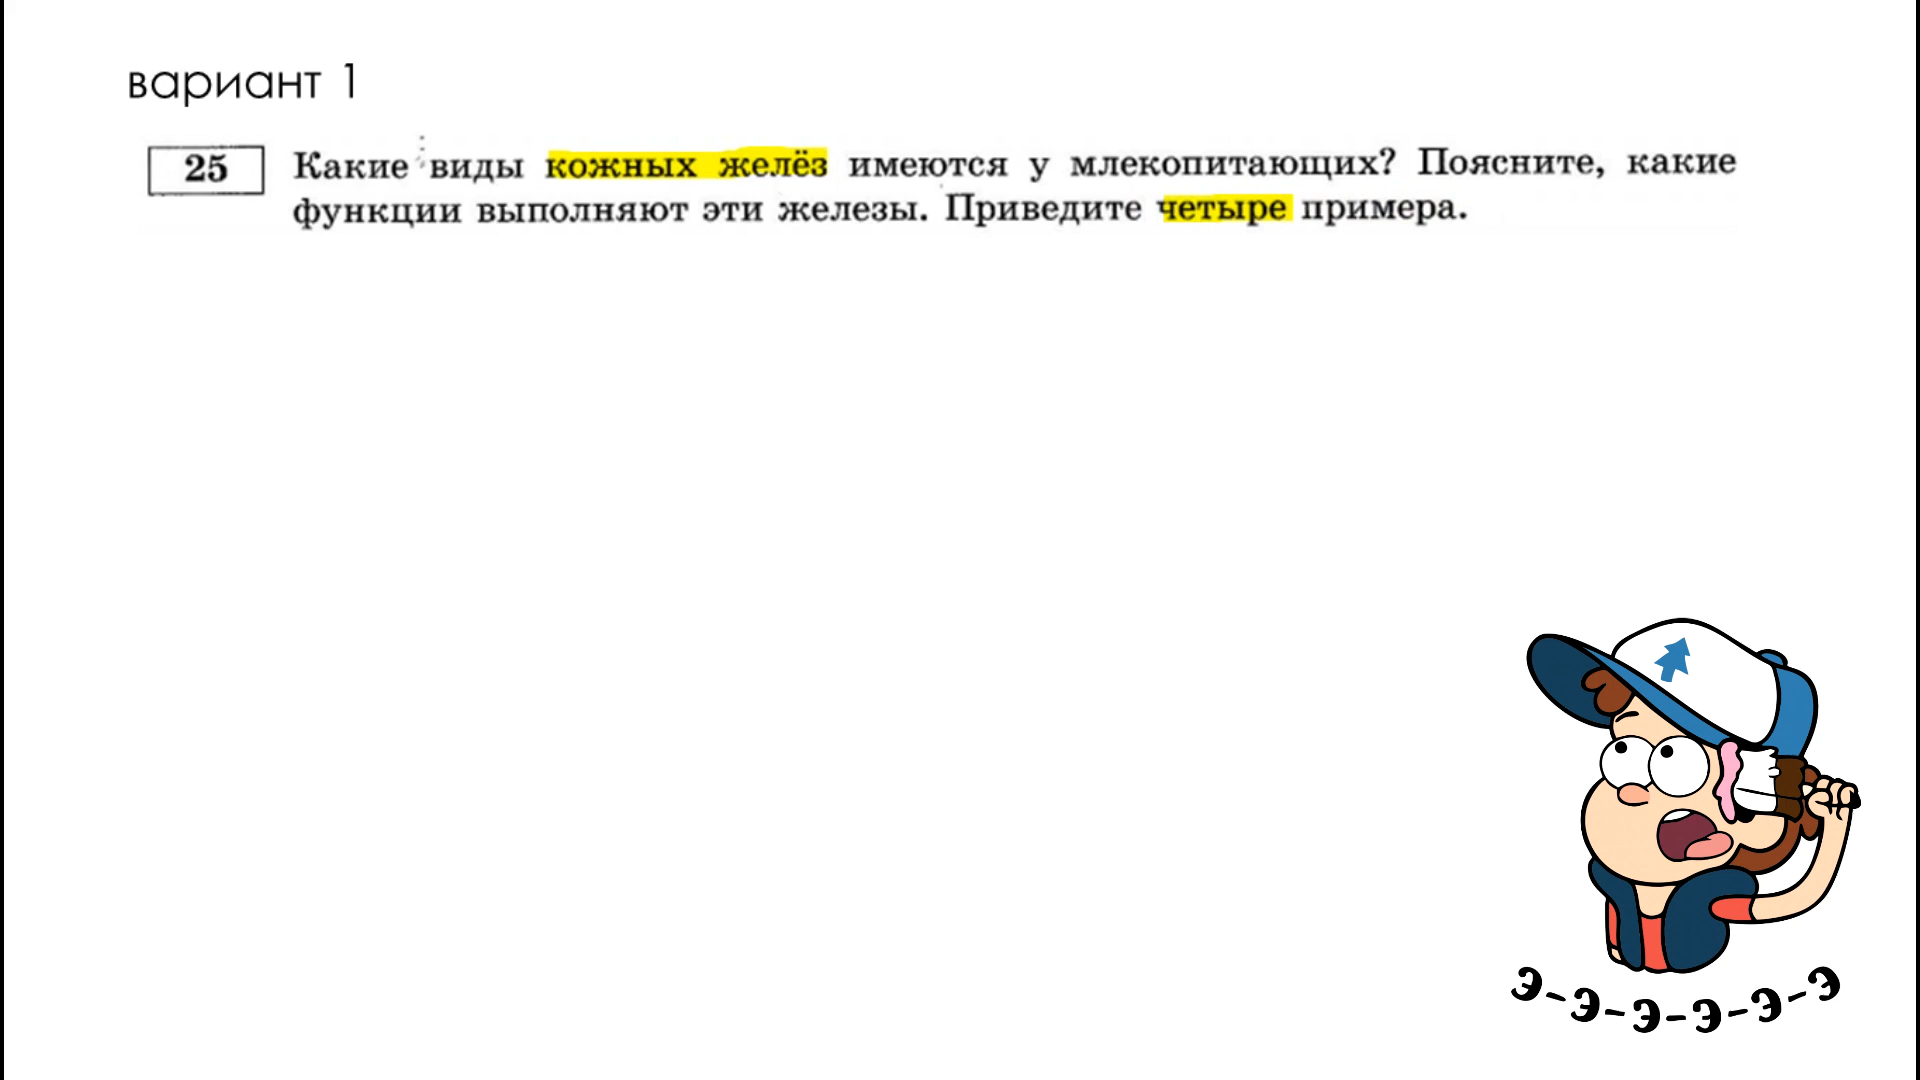 вариант 1
25 Какие виды кожных желёз имеются у млекопитающих? Поясните, какие
функции выполняют эти железы. Приведите четыре примера.
Э-Э-Э-Э-Э-Э